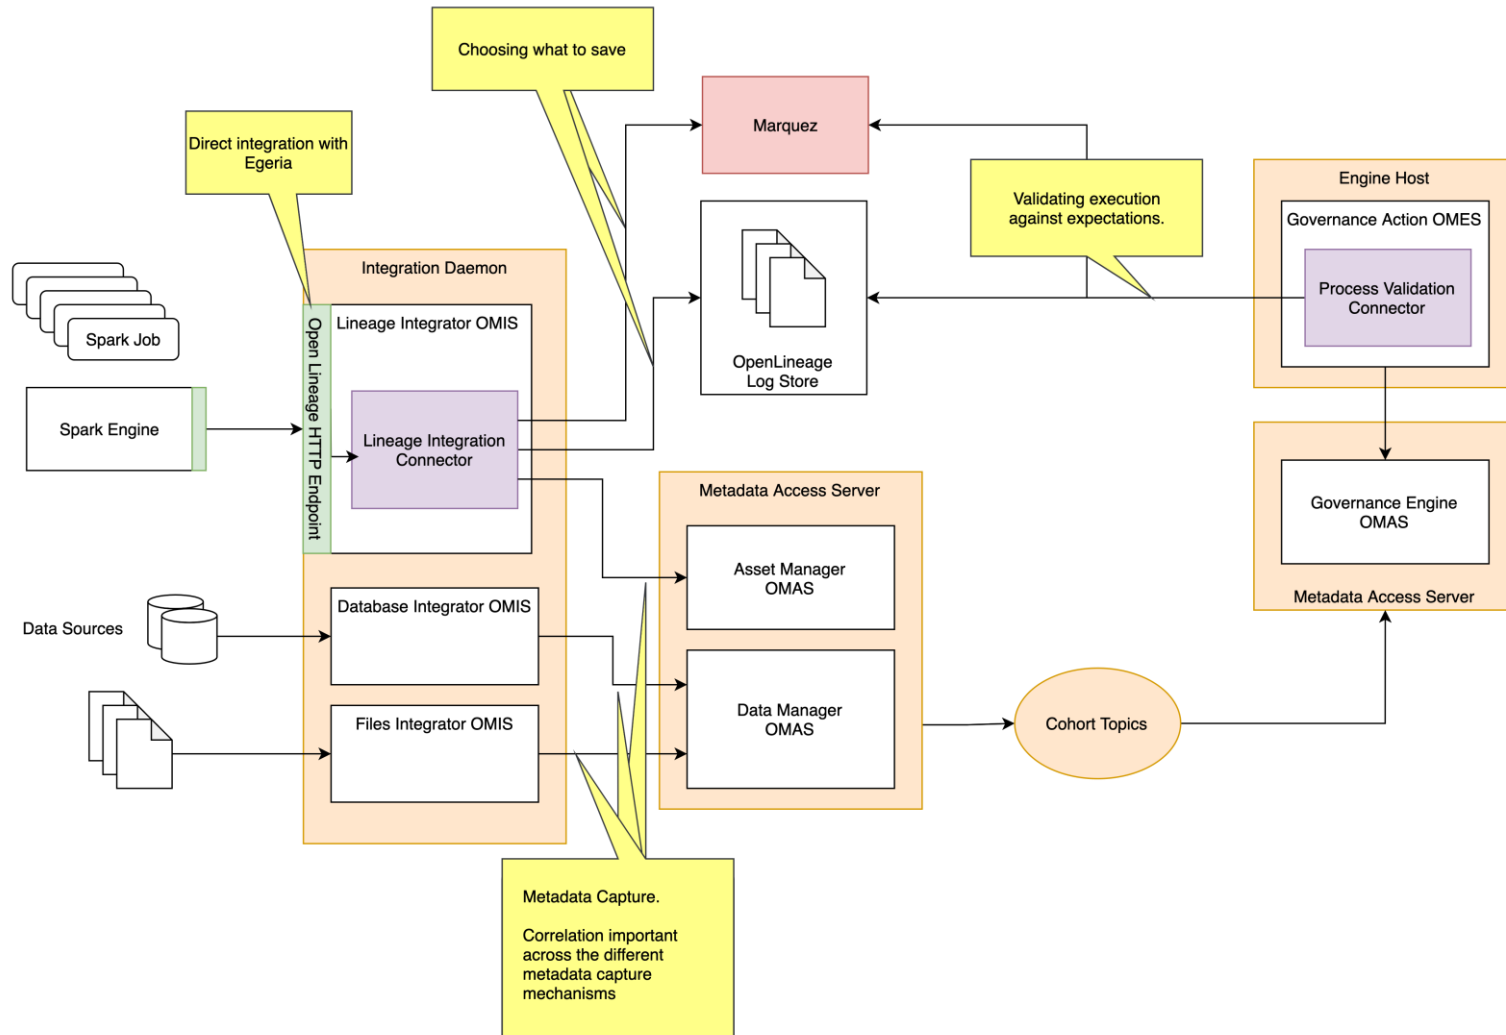 Choosing what to save
Marquez
Direct integration with
Egeria
Validating execution
against expectations.
Engine Host
Governance Action OMES
Process Validation
Connector
Integration Daemon
Lineage Integrator OMIS
Open Lineage HTTP Endpoint
Lineage Integration
Connector
Spark Job
Spark Engine
OpenLineage
Log Store
Metadata Access Server
Asset Manager
OMAS
Data Manager
OMAS
Governance Engine
OMAS
Metadata Access Server
Data Sources
Database Integrator OMIS
Files Integrator OMIS
Cohort Topics
Metadata Capture.
Correlation important
across the different
metadata capture
mechanisms